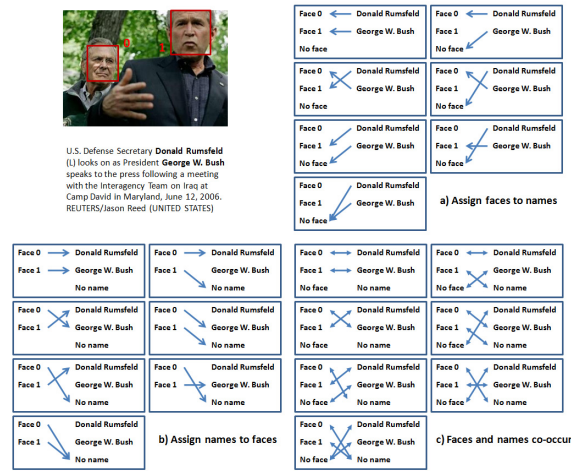 0
1
U.S. Defense Secretary Donald Rumsfeld
(L) looks on as President George W. Bush
speaks to the press following a meeting
with the Interagency Team on Iraq at
Camp David in Maryland, June 12, 2006.
REUTERS/Jason Reed (UNITED STATES)
Face 0 Donald Rumsfeld
Face 1 George W. Bush
No face
Face 0 Donald Rumsfeld
Face 1 George W. Bush
No face
Face 0 Donald Rumsfeld
Face 1 George W. Bush
No face
Face 0 Donald Rumsfeld
Face 1 George W. Bush
No face
Face 0 Donald Rumsfeld
Face 1 George W. Bush
No face
Face 0 Donald Rumsfeld
Face 1 George W. Bush
No face
Face 0 Donald Rumsfeld
Face 1 George W. Bush
No face
a) Assign faces to names
Face 0 Donald Rumsfeld
Face 1 George W. Bush
No name
Face 0 Donald Rumsfeld
Face 1 George W. Bush
No name
Face 0 Donald Rumsfeld
Face 1 George W. Bush
No name
Face 0 Donald Rumsfeld
Face 1 George W. Bush
No name
Face 0 Donald Rumsfeld
Face 1 George W. Bush
No name
Face 0 Donald Rumsfeld
Face 1 George W. Bush
No name
Face 0 Donald Rumsfeld
Face 1 George W. Bush
No name
b) Assign names to faces
Face 0 Donald Rumsfeld
Face 1 George W. Bush
No face No name
Face 0 Donald Rumsfeld
Face 1 George W. Bush
No face No name
Face 0 Donald Rumsfeld
Face 1 George W. Bush
No face No name
Face 0 Donald Rumsfeld
Face 1 George W. Bush
No face No name
Face 0 Donald Rumsfeld
Face 1 George W. Bush
No face No name
Face 0 Donald Rumsfeld
Face 1 George W. Bush
No face No name
Face 0 Donald Rumsfeld
Face 1 George W. Bush
No face No name
c) Faces and names co-occur